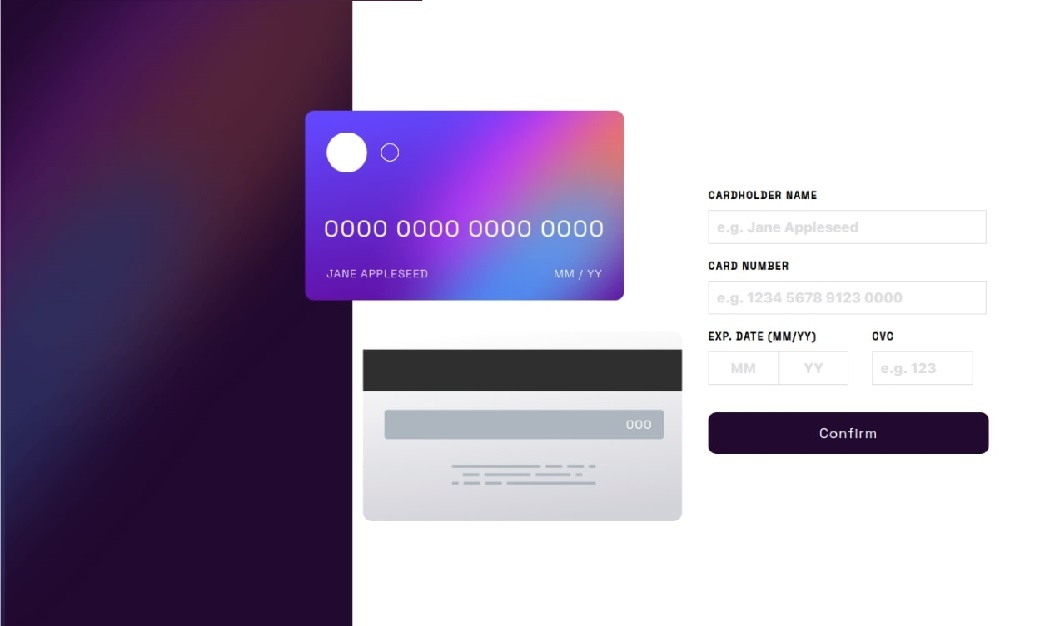 0000 0000 0000 0000
JANE APPLESEED MM / YY
000
CARDHOLDER NAME
e.g. Jane Appleseed
CARD NUMBER
e.g. 1234 5678 9123 0000
EXP. DATE (MM/YY) CVC
MM YY e.g. 123
Confirm